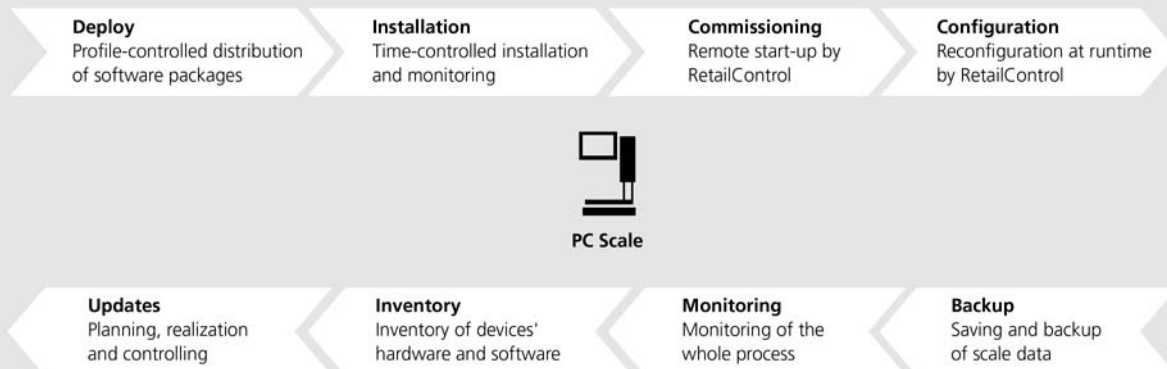 Deploy
Profile-controlled distribution
of software packages
Installation
Time-controlled installation
and monitoring
Commissioning
Remote start-up by
RetailControl
Configuration
Reconfiguration at runtime
by RetailControl
PC Scale
Updates
Planning, realization
and controlling
Inventory
Inventory of devices'
hardware and software
Monitoring
Monitoring of the
whole process
Backup
Saving and backup
of scale data